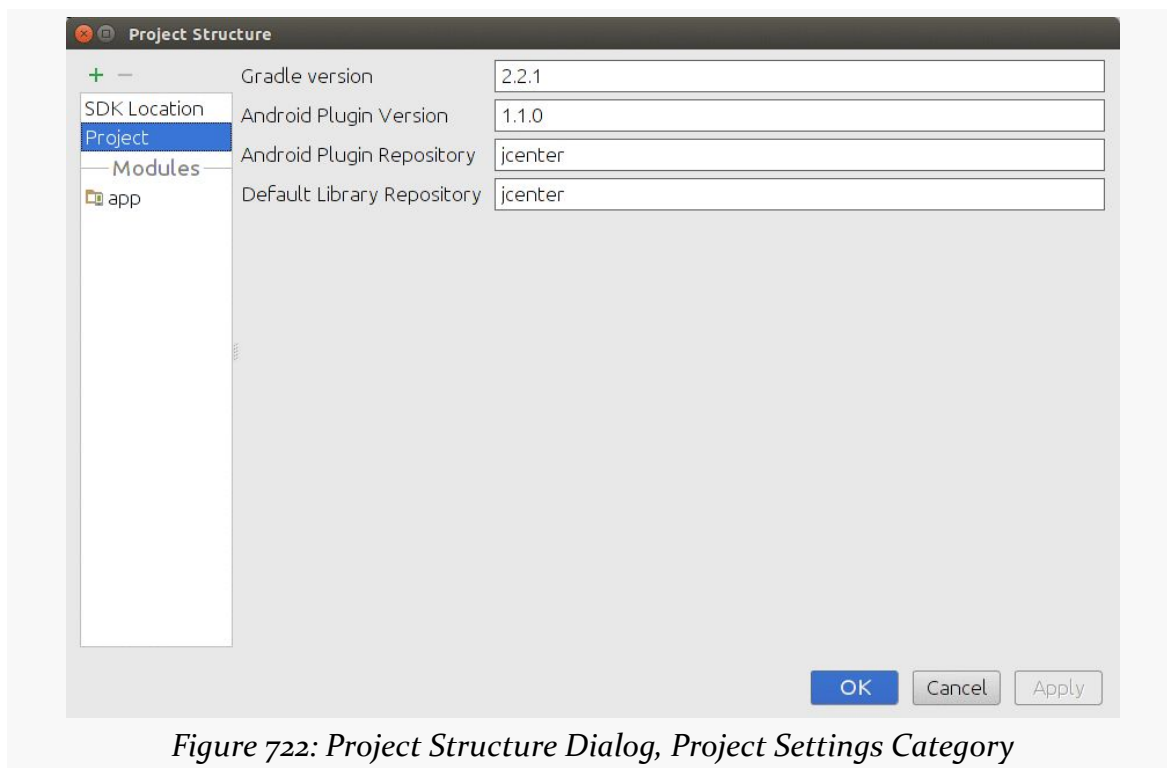 Project Structure
+ −
SDK Location
Project
Modules
app
Gradle version 2.2.1
Android Plugin Version 1.1.0
Android Plugin Repository jcenter
Default Library Repository jcenter
OK Cancel Apply
Figure 722: Project Structure Dialog, Project Settings Category